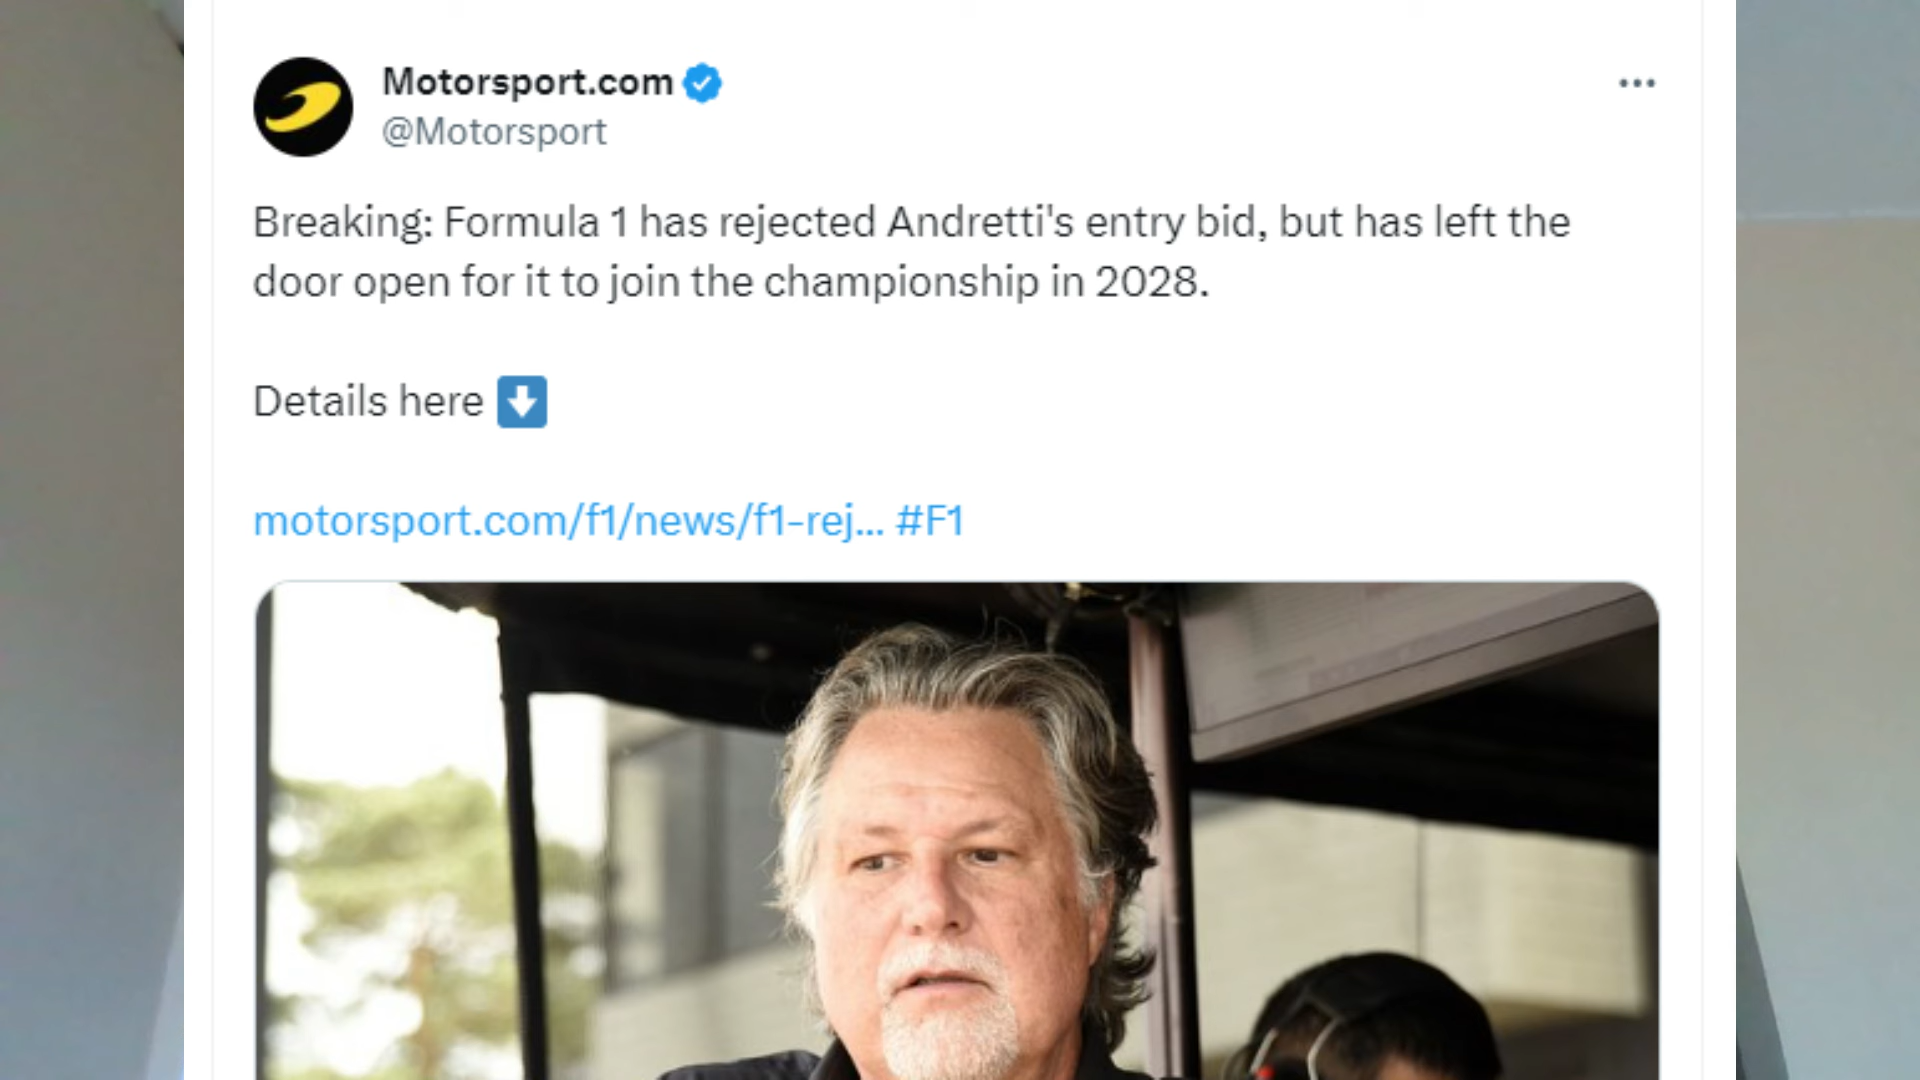 Motorsport.com
@Motorsport
Breaking: Formula 1 has rejected Andretti's entry bid, but has left the
door open for it to join the championship in 2028.
Details here ⬇️
motorsport.com/f1/news/f1-rej... #F1